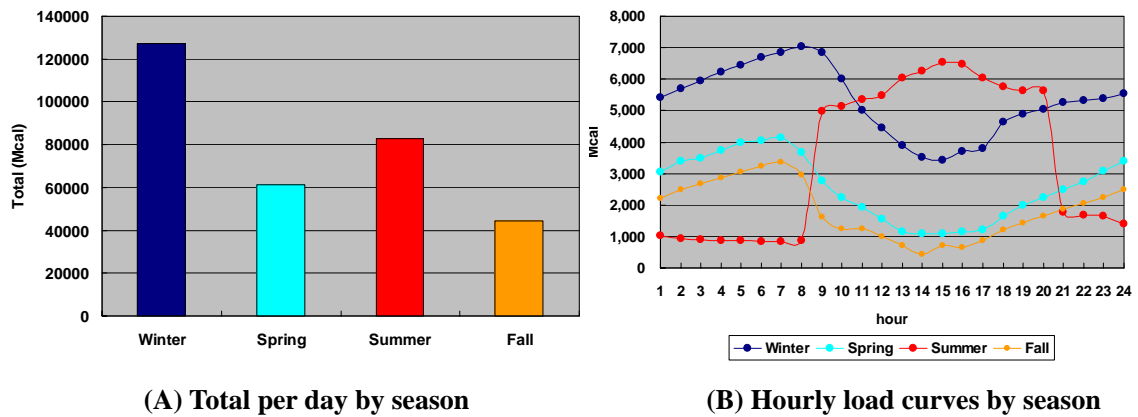 140000
120000
100000
80000
60000
40000
20000
0
Total (Mcal)
Winter Spring Summer Fall
(A) Total per day by season
8,000
7,000
6,000
5,000
4,000
3,000
2,000
1,000
0
Mcal
1 2 3 4 5 6 7 8 9 10 11 12 13 14 15 16 17 18 19 20 21 22 23 24
hour
Winter Spring Summer Fall
(B) Hourly load curves by season